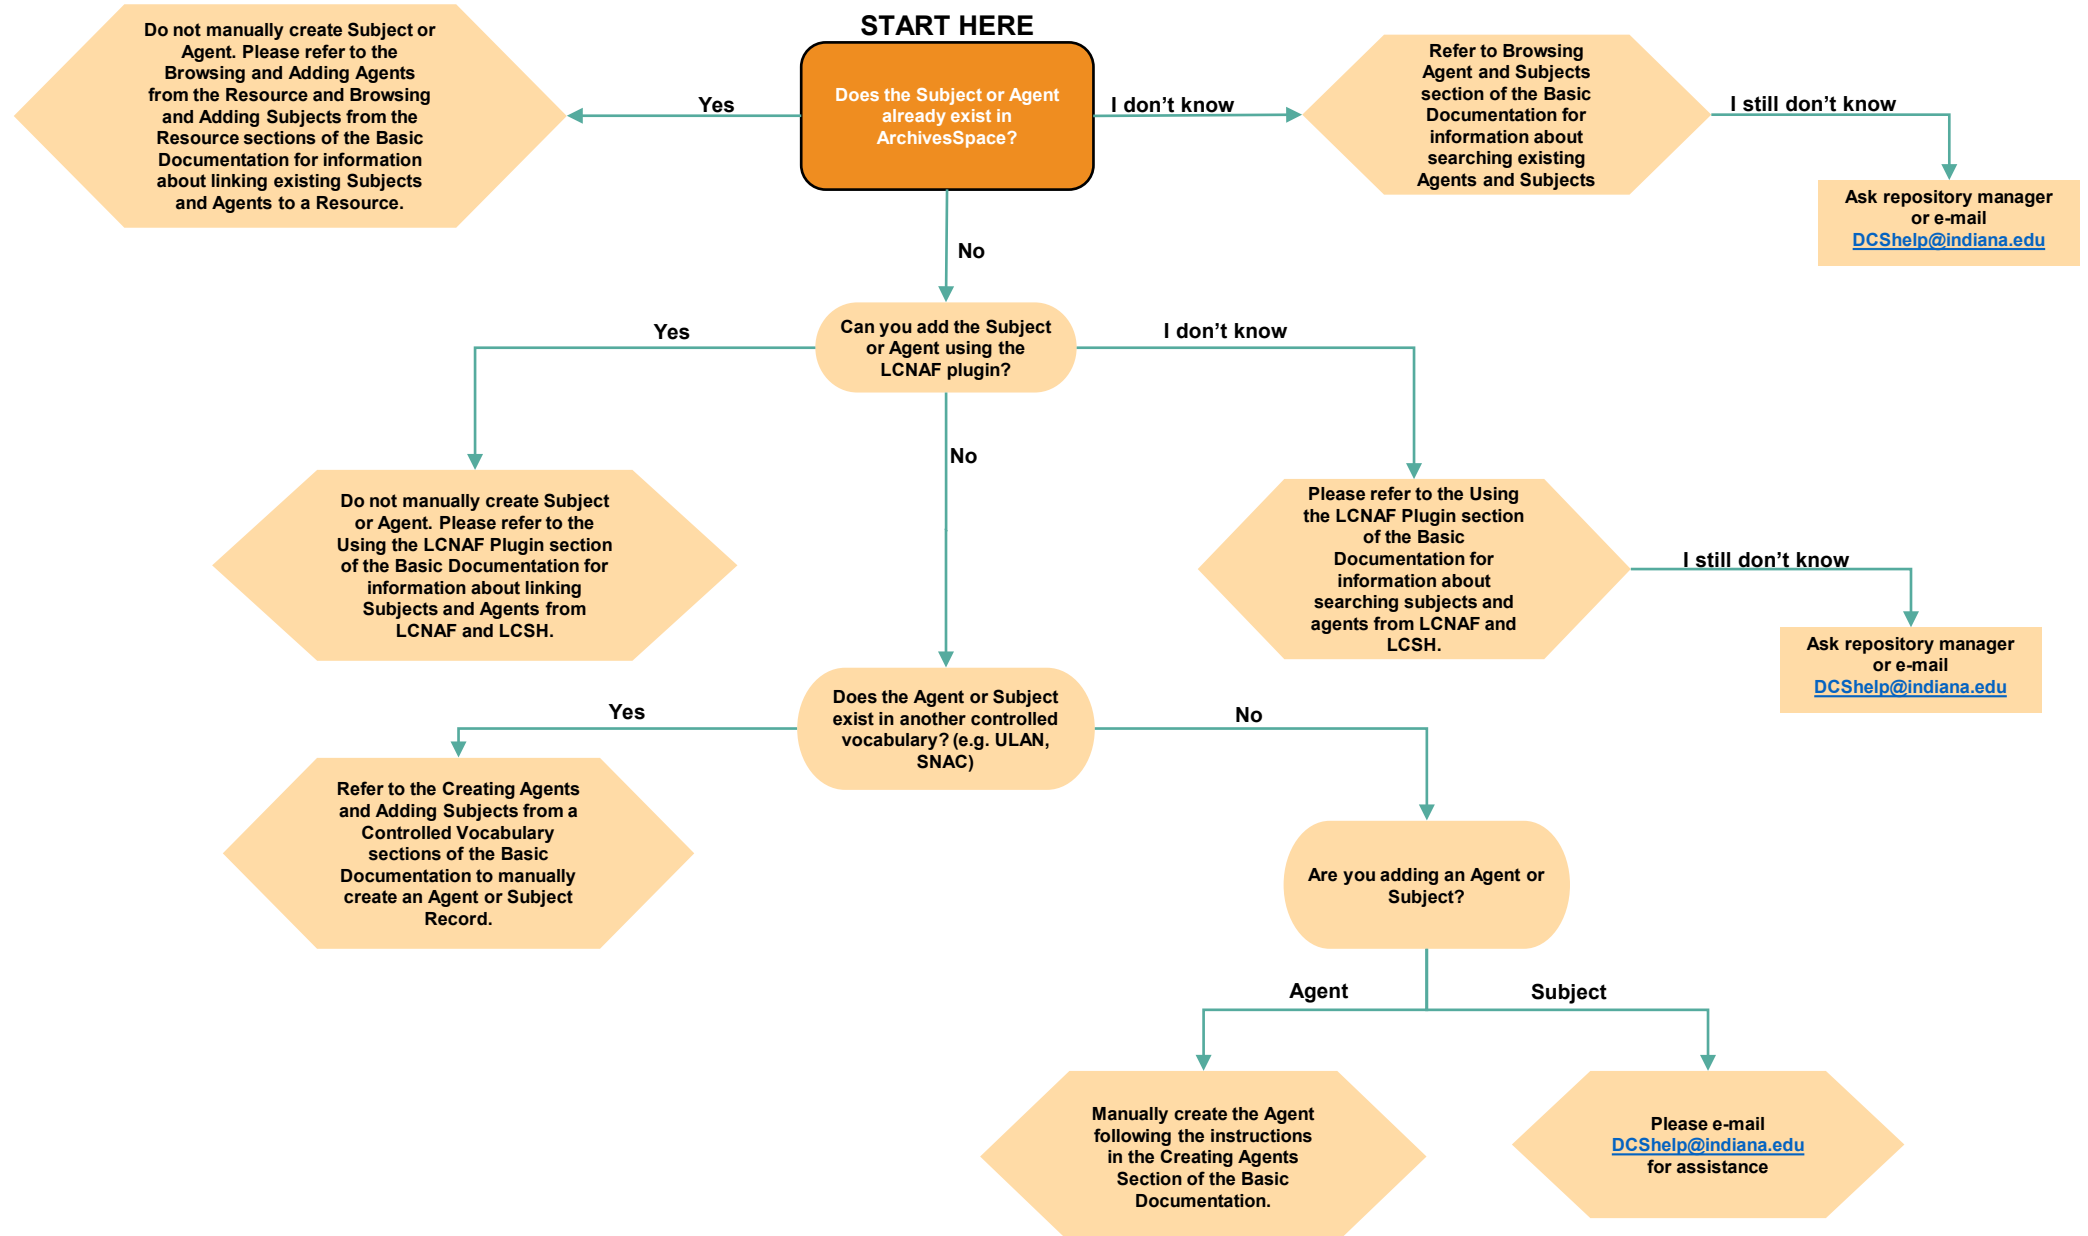 START HERE
Do not manually create Subject or
Agent. Please refer to the
Browsing and Adding Agents
from the Resource and Browsing
and Adding Subjects from the
Resource sections of the Basic
Documentation for information
about linking existing Subjects
and Agents to a Resource.
Yes
Does the Subject or Agent
already exist in
ArchivesSpace?
I don't know
Refer to Browsing
Agent and Subjects
section of the Basic
Documentation for
information about
searching existing
Agents and Subjects
I still don't know
Ask repository manager
or e-mail
DCShelp@indiana.edu
No
Yes
Can you add the Subject
or Agent using the
LCNAF plugin?
I don't know
Do not manually create Subject
or Agent. Please refer to the
Using the LCNAF Plugin section
of the Basic Documentation for
information about linking
Subjects and Agents from
LCNAF and LCSH.
No
Please refer to the Using
the LCNAF Plugin section
of the Basic
Documentation for
information about
searching subjects and
agents from LCNAF and
LCSH.
I still don't know
Ask repository manager
or e-mail
DCShelp@indiana.edu
Yes
Does the Agent or Subject
exist in another controlled
vocabulary? (e.g. ULAN,
SNAC)
No
Refer to the Creating Agents
and Adding Subjects from a
Controlled Vocabulary
sections of the Basic
Documentation to manually
create an Agent or Subject
Record.
Are you adding an Agent or
Subject?
Agent
Subject
Manually create the Agent
following the instructions
in the Creating Agents
Section of the Basic
Documentation.
Please e-mail
DCShelp@indiana.edu
for assistance